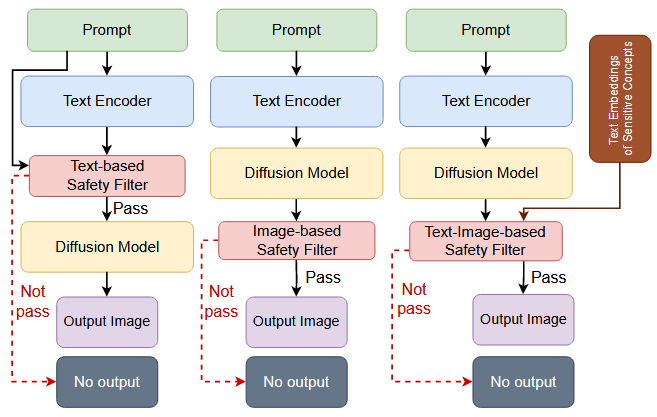 Prompt
Text Encoder
Text-based
Safety Filter
Pass
Diffusion Model
Not
pass
Output Image
No output
Prompt
Text Encoder
Diffusion Model
Image-based
Safety Filter
Pass
Not
pass
Output Image
No output
Prompt
Text Encoder
Diffusion Model
Text-Image-based
Safety Filter
Pass
Not
pass
Output Image
No output
Text Embeddings
of Sensitive Concepts